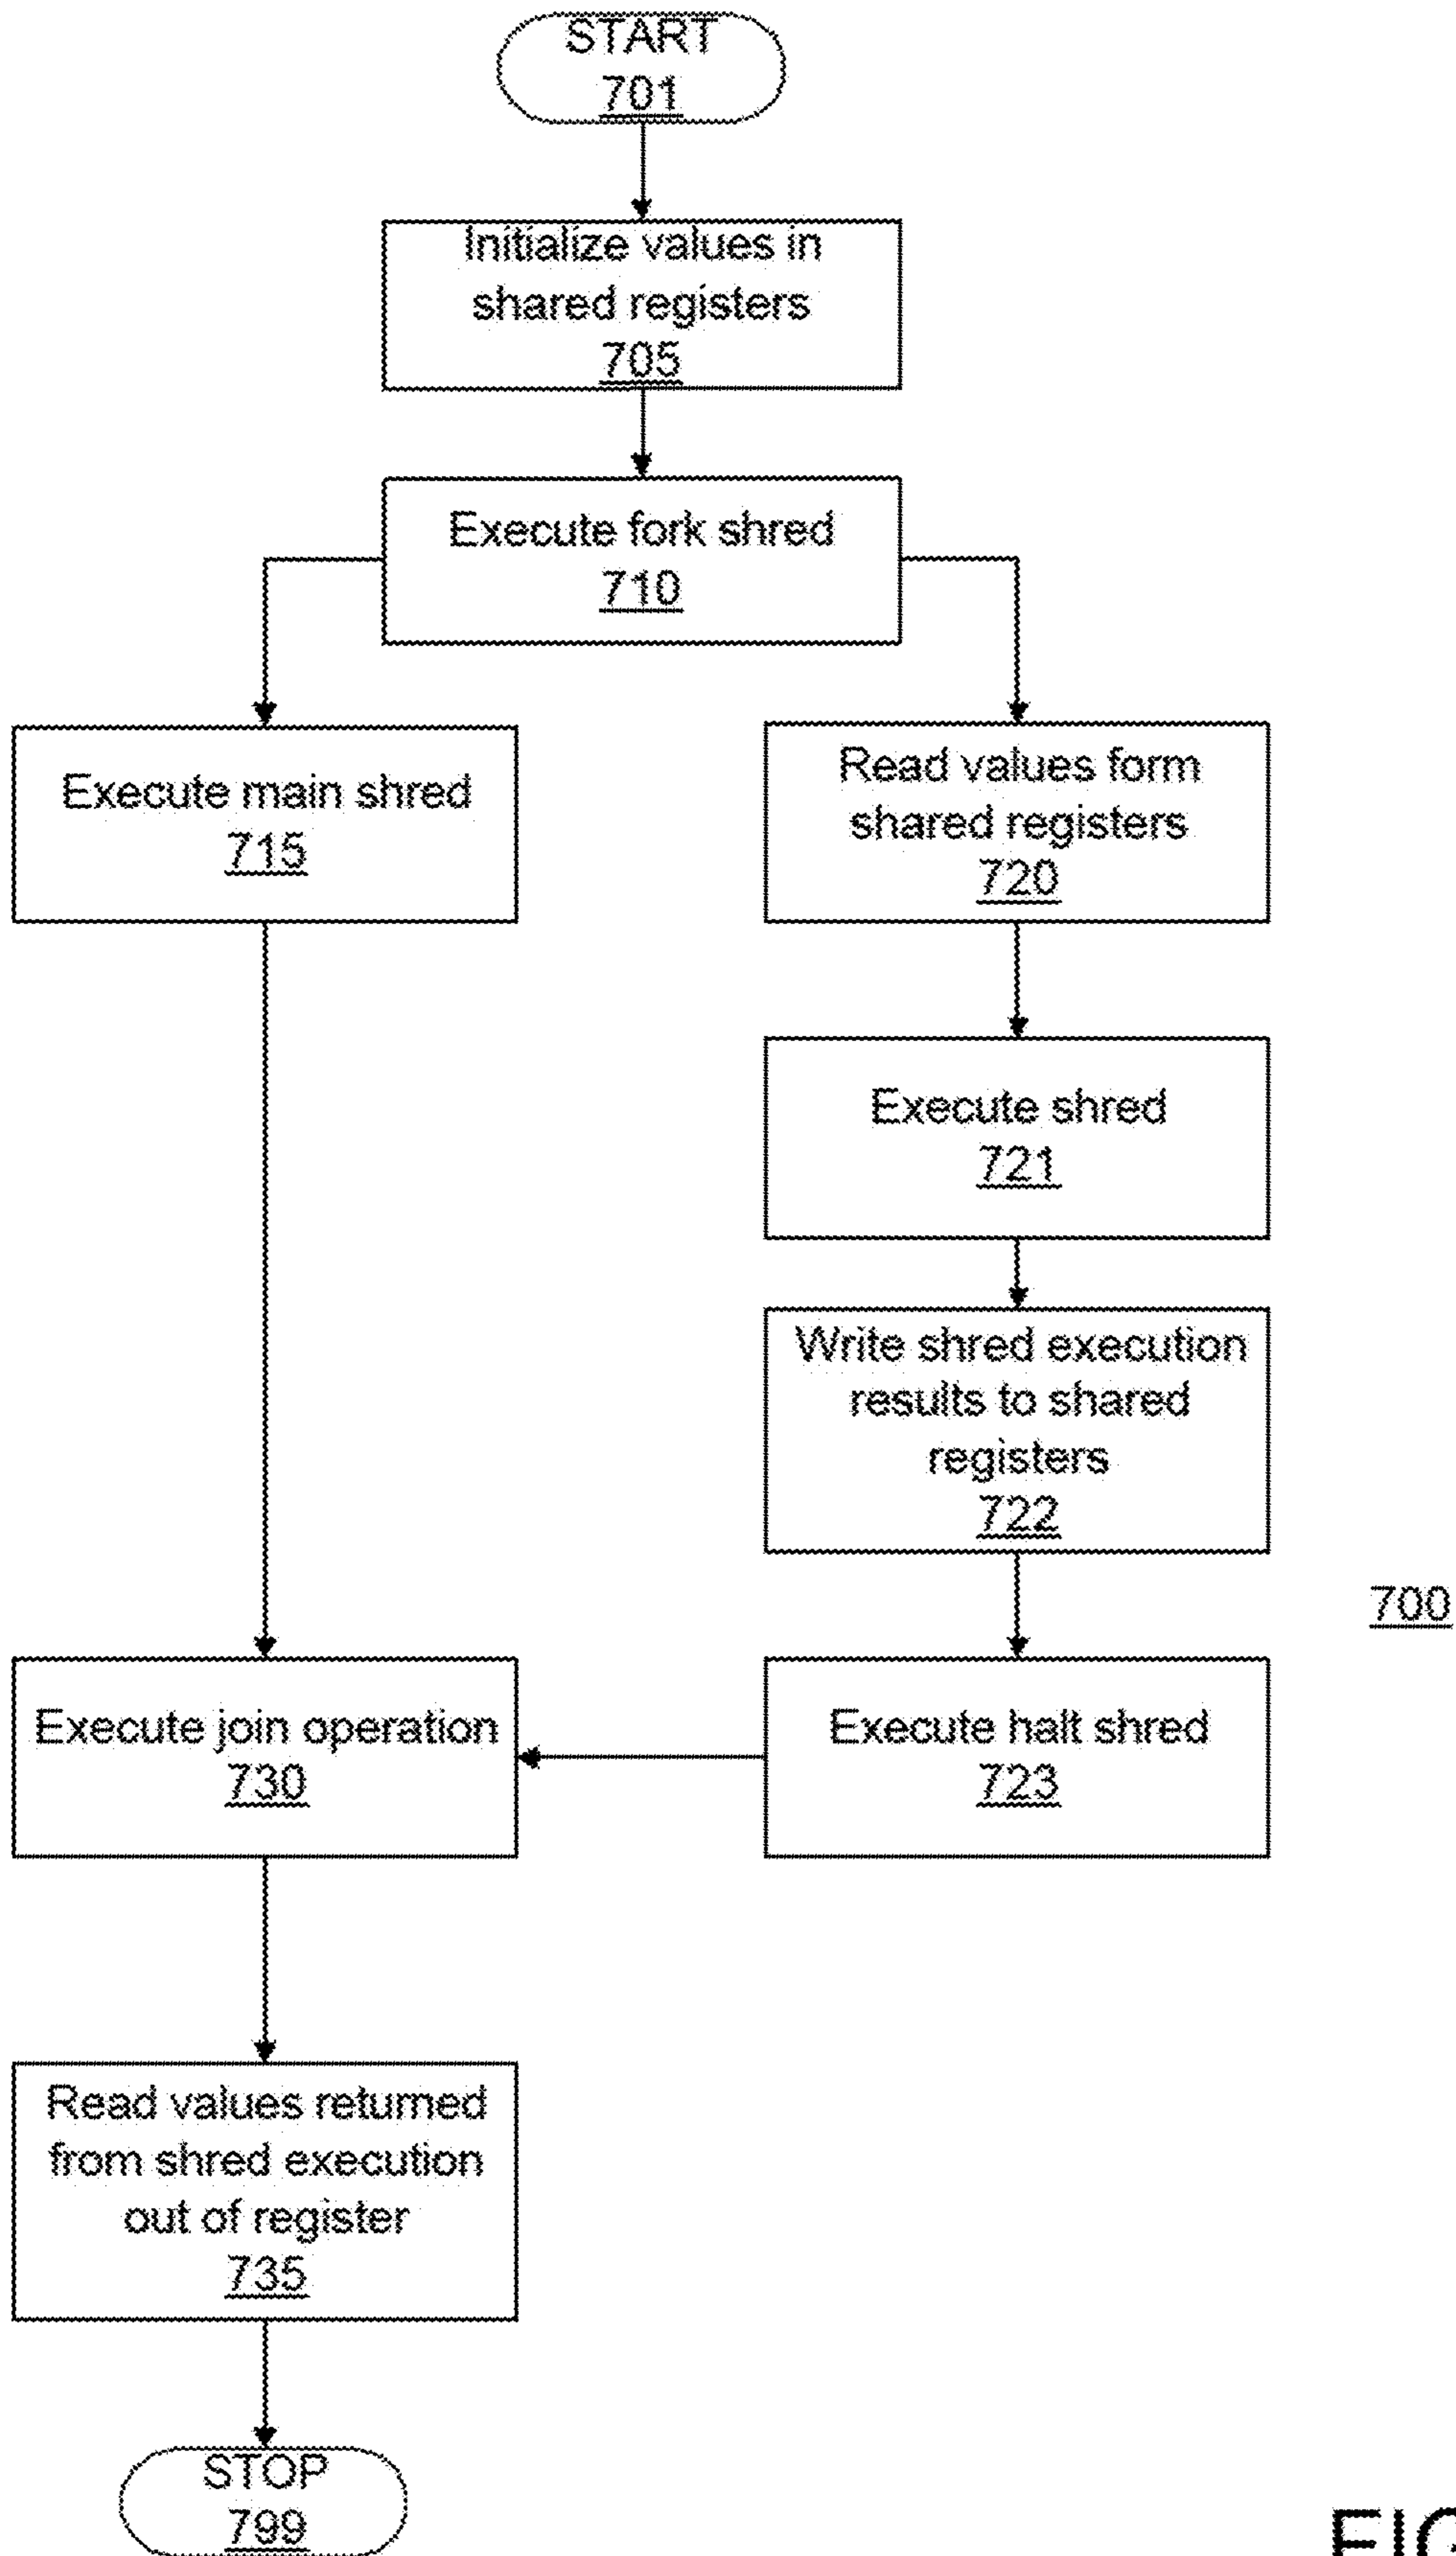 START
701
Initialize values in
shared registers
705
Execute fork shred
710
Execute main shred
715
Read values form
shared registers
720
Execute shred
721
Write shred execution
results to shared
registers
722
700
Execute join operation
730
Execute halt shred
723
Read values returned
from shred execution
out of register
735
STOP
799